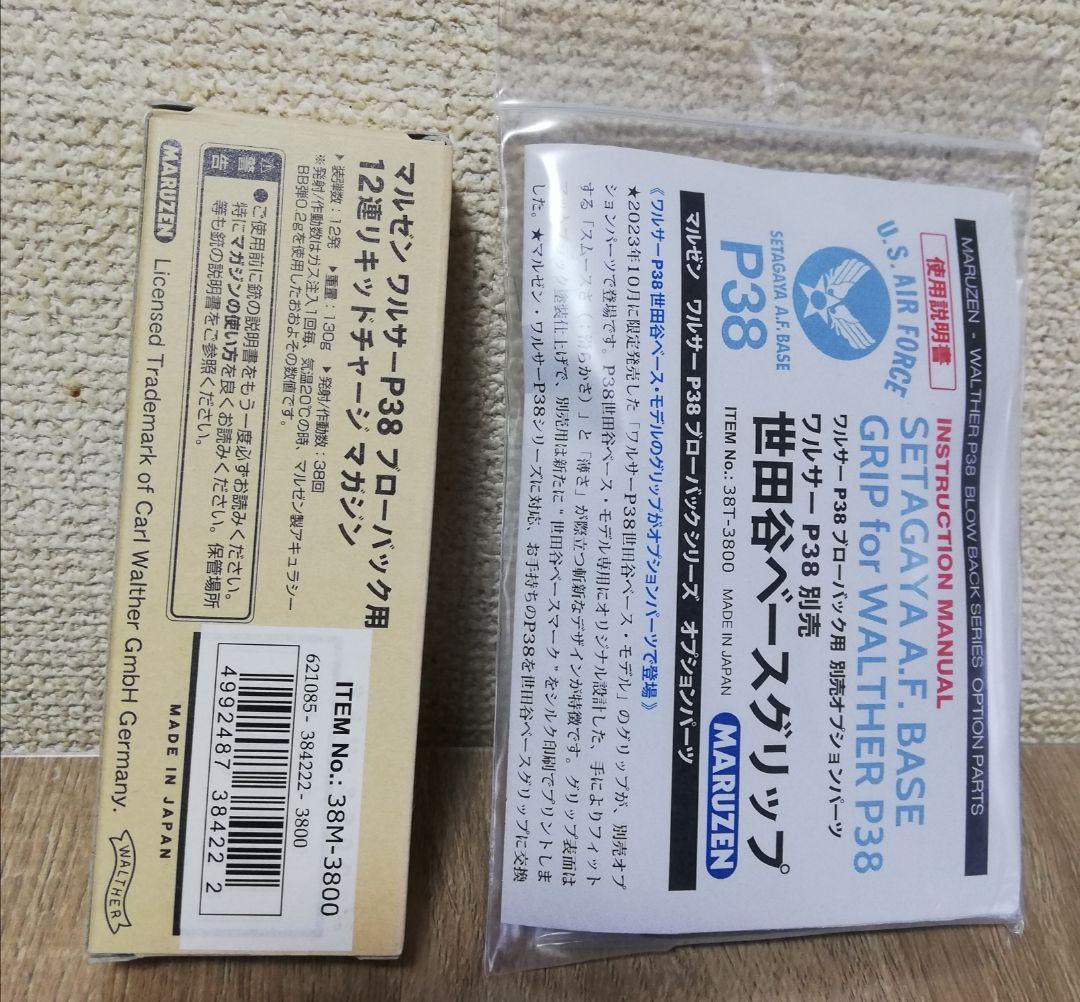 マルゼン ワルサーP38 ブローバック用
12連リキッドチャージ マガジン
▶装弾数：12発 ▶重量：130g ▶発射/作動数：38回
※発射/作動数はガス注入1回毎、気温20℃の時、マルゼン製アキュラシー
BB弾0.2gを使用したおおよその数値です。
警告
●ご使用前に銃の説明書をもう一度必ずお読みください。
特にマガジンの使い方を良くお読みください。保管場所
等も銃の説明書をご参照ください。
MARUZEN Licensed Trademark of Carl Walther GmbH Germany.
ITEM No.: 38M-3800
621085- 384222- 3800
4 992487 384222
MADE IN JAPAN
WALTHER
MARUZEN - WALTHER P38 BLOW BACK SERIES OPTION PARTS
使用説明書
INSTRUCTION MANUAL
U.S. AIR FORCE
SETAGAYA A.F. BASE
GRIP for WALTHER P38
ワルサー P38 ブローバック用 別売オプションパーツ
ワルサー P38 別売
世田谷ベースグリップ
SETAGAYA A.F. BASE
P38
ITEM No.: 38T-3800 MADE IN JAPAN
MARUZEN
マルゼン ワルサー P38 ブローバックシリーズ オプションパーツ
《ワルサーP38世田谷ベース・モデルのグリップがオプションパーツで登場》
★2023年10月に限定発売した「ワルサーP38世田谷ベース・モデル」のグリップが、別売オプ
ションパーツで登場です。P38世田谷ベース・モデル専用にオリジナル設計した、手によりフィット
する「スムースさ（滑らかさ）」と「薄さ」が際立つ斬新なデザインが特徴です。グリップ表面は
塗装仕上げで、別売用は新たに"世田谷ベースマーク"をシルク印刷でプリントしま
した。★マルゼン・ワルサーP38シリーズに対応、お手持ちのP38を世田谷ベースグリップに交換